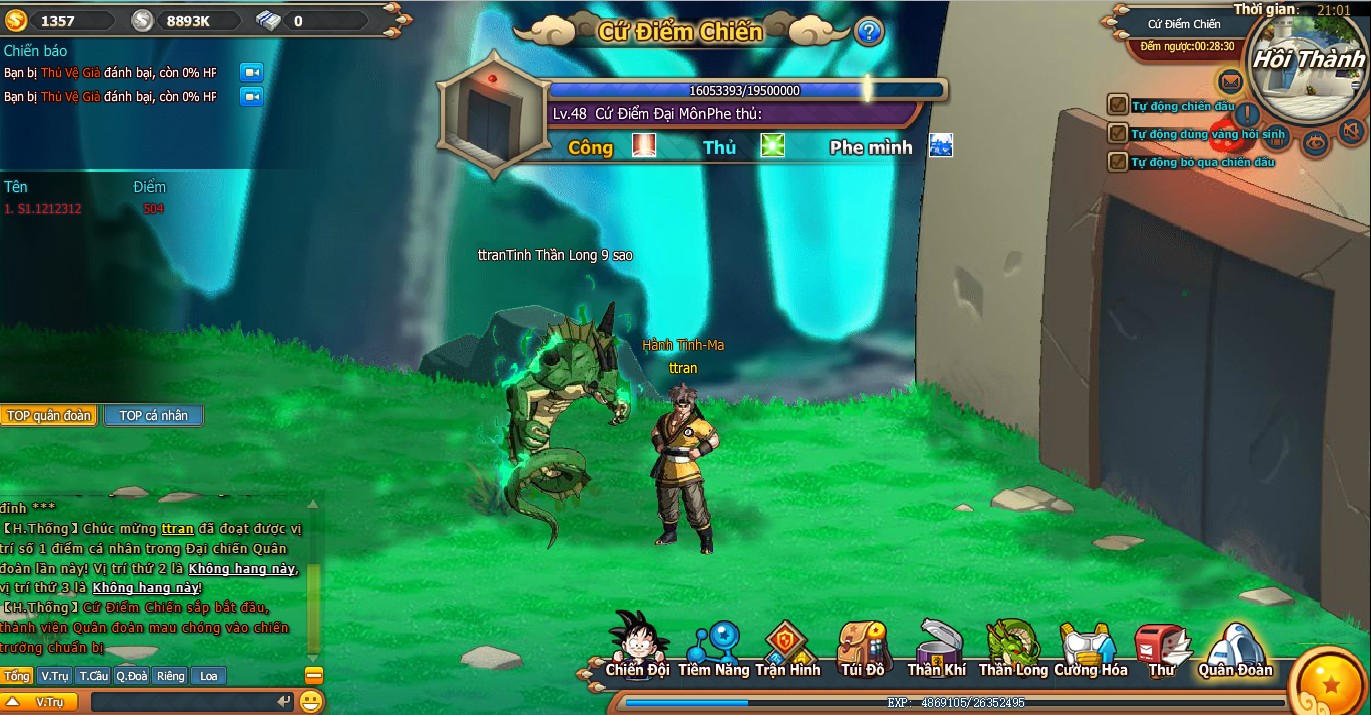 1357
8893K
0
Chiến báo
Bạn bị Thủ Vệ Giả đánh bại, còn 0% HP
Bạn bị Thủ Vệ Giả đánh bại, còn 0% HP
Tên Điểm
1. S1.1212312 504
Cứ Điểm Chiến
?
16053393/19500000
Lv.48 Cứ Điểm Đại MônPhe thủ:
Công Thủ Phe mình
Thời gian: 21:01
Cứ Điểm Chiến
Đếm ngược:00:28:30
Hồi Thành
Tự động chiến đấu
Tự động dùng vàng hồi sinh
Tự động bỏ qua chiến đấu
ttranTinh Thần Long 9 sao
Hành Tinh-Ma
ttran
TOP quân đoàn TOP cá nhân
đỉnh ***
【H.Thống】Chúc mừng ttran đã đoạt được vị
trí số 1 điểm cá nhân trong Đại chiến Quân
đoàn lần này! Vị trí thứ 2 là Không hang này,
vị trí thứ 3 là Không hang này!
【H.Thống】Cứ Điểm Chiến sắp bắt đầu,
thành viên Quân đoàn mau chóng vào chiến
trường chuẩn bị
Tổng V.Trụ T.Cầu Q.Đoà Riêng Loa
V.Trụ
Chiến Đội Tiềm Năng Trận Hình Túi Đồ Thần Khí Thần Long Cường Hóa Thư Quân Đoàn
EXP: 4869105/26352495